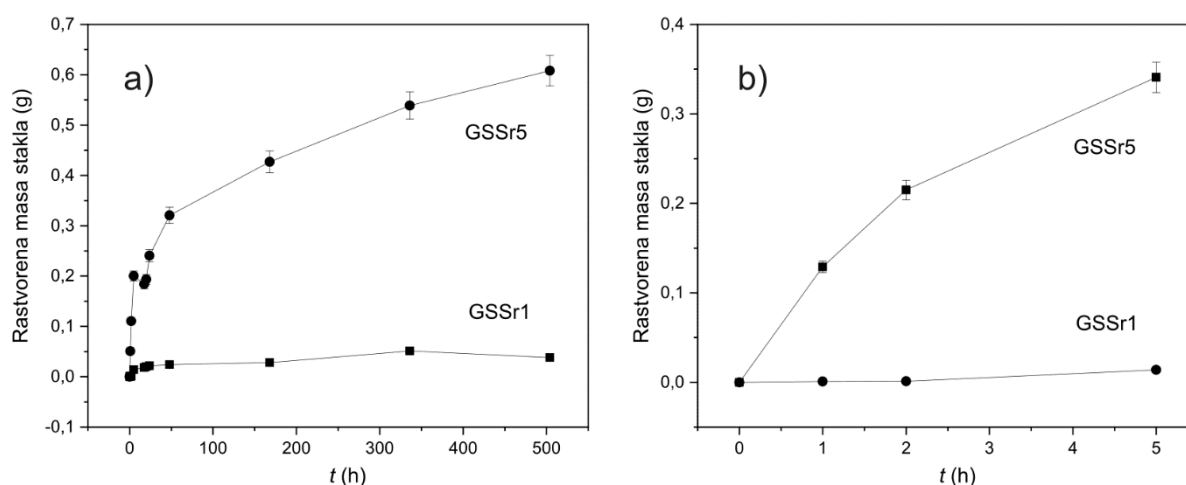 a)
Rastvorena masa stakla (g)
0,7
0,6
0,5
0,4
0,3
0,2
0,1
0,0
-0,1
GSSr5
GSSr1
0
100
200
300
400
500
t (h)
b)
Rastvorena masa stakla (g)
0,4
0,3
0,2
0,1
0,0
GSSr5
GSSr1
0
1
2
3
4
5
t (h)